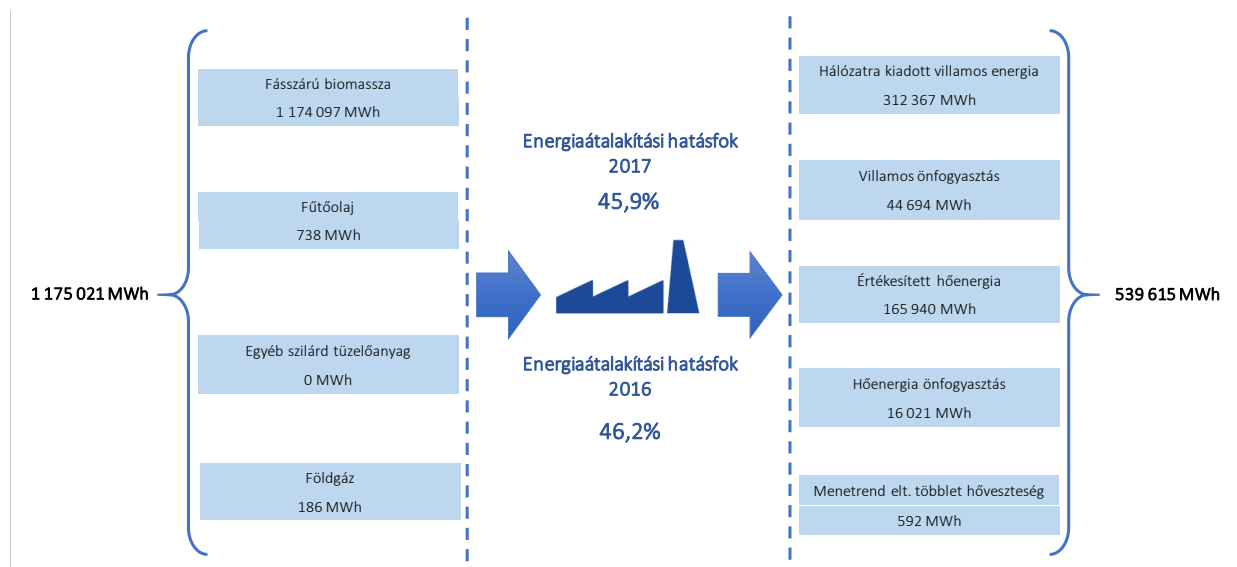 1 175 021 MWh
Fásszárú biomassza
1 174 097 MWh
Fűtőolaj
738 MWh
Egyéb szilárd tüzelőanyag
0 MWh
Földgáz
186 MWh
Energiaátalakítási hatásfok
2017
45,9%
Energiaátalakítási hatásfok
2016
46,2%
Hálózatra kiadott villamos energia
312 367 MWh
Villamos önfogyasztás
44 694 MWh
Értékesített hőenergia
165 940 MWh
Hőenergia önfogyasztás
16 021 MWh
Menetrend elt. többlet hőveszteség
592 MWh
539 615 MWh